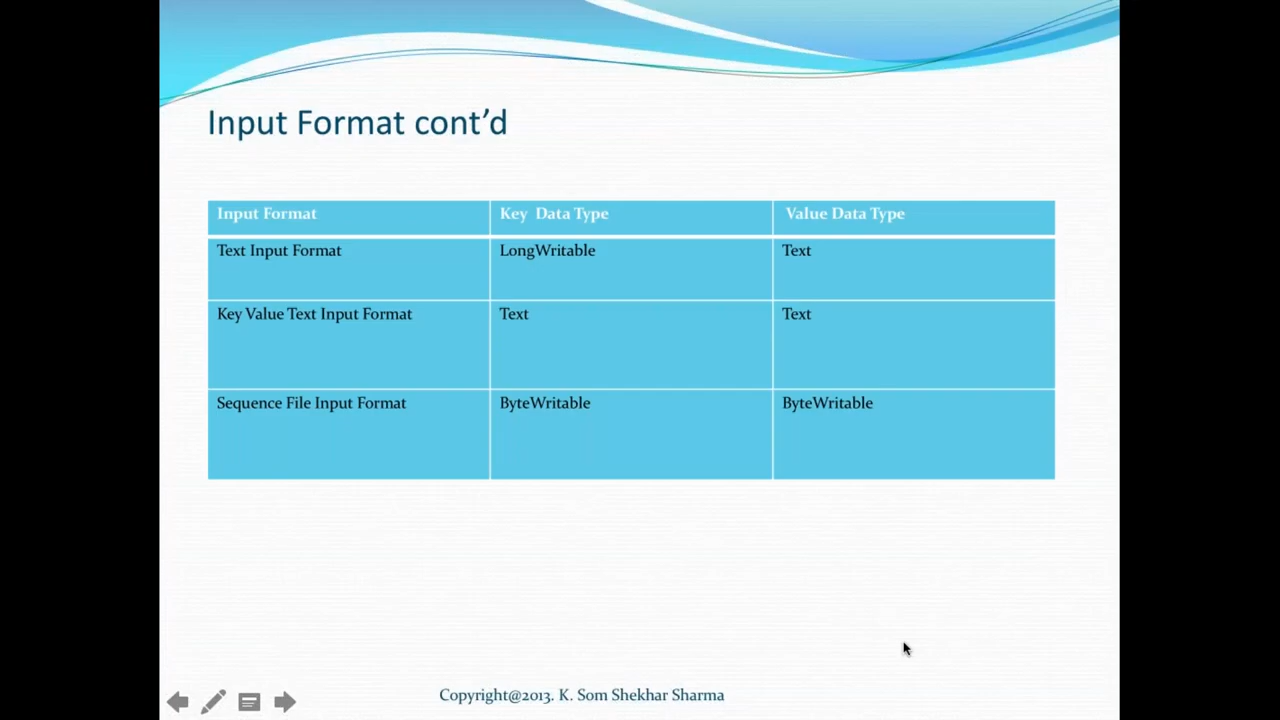 Input Format cont’d
Input Format Key  Data Type Value Data Type
Text Input Format LongWritable Text
Key Value Text Input Format Text Text
Sequence File Input Format ByteWritable ByteWritable
Copyright@2013. K. Som Shekhar Sharma